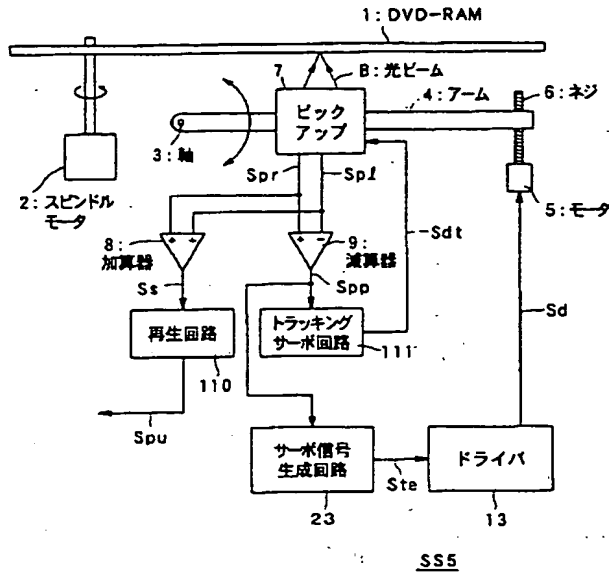 1:DVD-RAM
7
B:光ビーム
6:ネジ
4:アーム
ピック
アップ
3:軸
2:スピンドル
モータ
Spr
Spl
5:モータ
8:
加算器
9:
減算器
Sdt
Ss
Spp
Sd
再生回路
トラッキング
サーボ回路
110
111
Spu
サーボ信号
生成回路
Ste
ドライバ
23
13
SS5